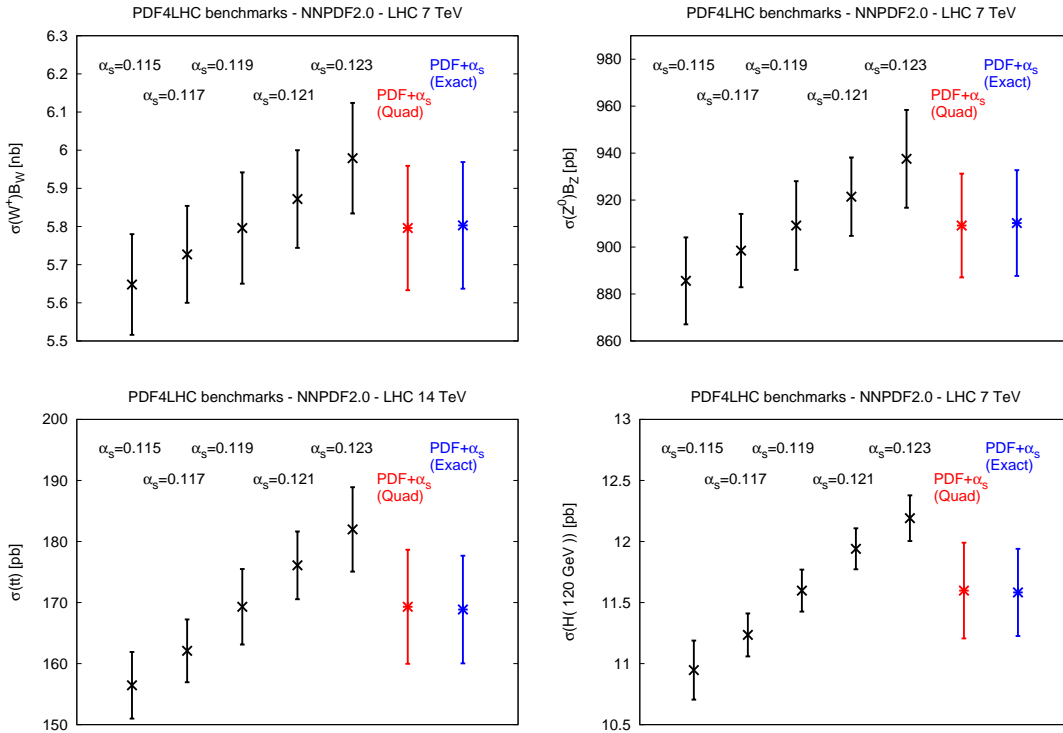 PDF4LHC benchmarks - NNPDF2.0 - LHC 7 TeV
σ(W⁺)B_W [nb]
6.3
6.2
6.1
6
5.9
5.8
5.7
5.6
5.5
α_s=0.115
α_s=0.119
α_s=0.123
PDF+α_s
(Exact)
α_s=0.117
α_s=0.121
PDF+α_s
(Quad)
PDF4LHC benchmarks - NNPDF2.0 - LHC 7 TeV
σ(Z⁰)B_Z [pb]
980
960
940
920
900
880
860
α_s=0.115
α_s=0.119
α_s=0.123
PDF+α_s
(Exact)
α_s=0.117
α_s=0.121
PDF+α_s
(Quad)
PDF4LHC benchmarks - NNPDF2.0 - LHC 14 TeV
σ(tt) [pb]
200
190
180
170
160
150
α_s=0.115
α_s=0.119
α_s=0.123
PDF+α_s
(Exact)
α_s=0.117
α_s=0.121
PDF+α_s
(Quad)
PDF4LHC benchmarks - NNPDF2.0 - LHC 7 TeV
σ(H( 120 GeV )) [pb]
13
12.5
12
11.5
11
10.5
α_s=0.115
α_s=0.119
α_s=0.123
PDF+α_s
(Exact)
α_s=0.117
α_s=0.121
PDF+α_s
(Quad)